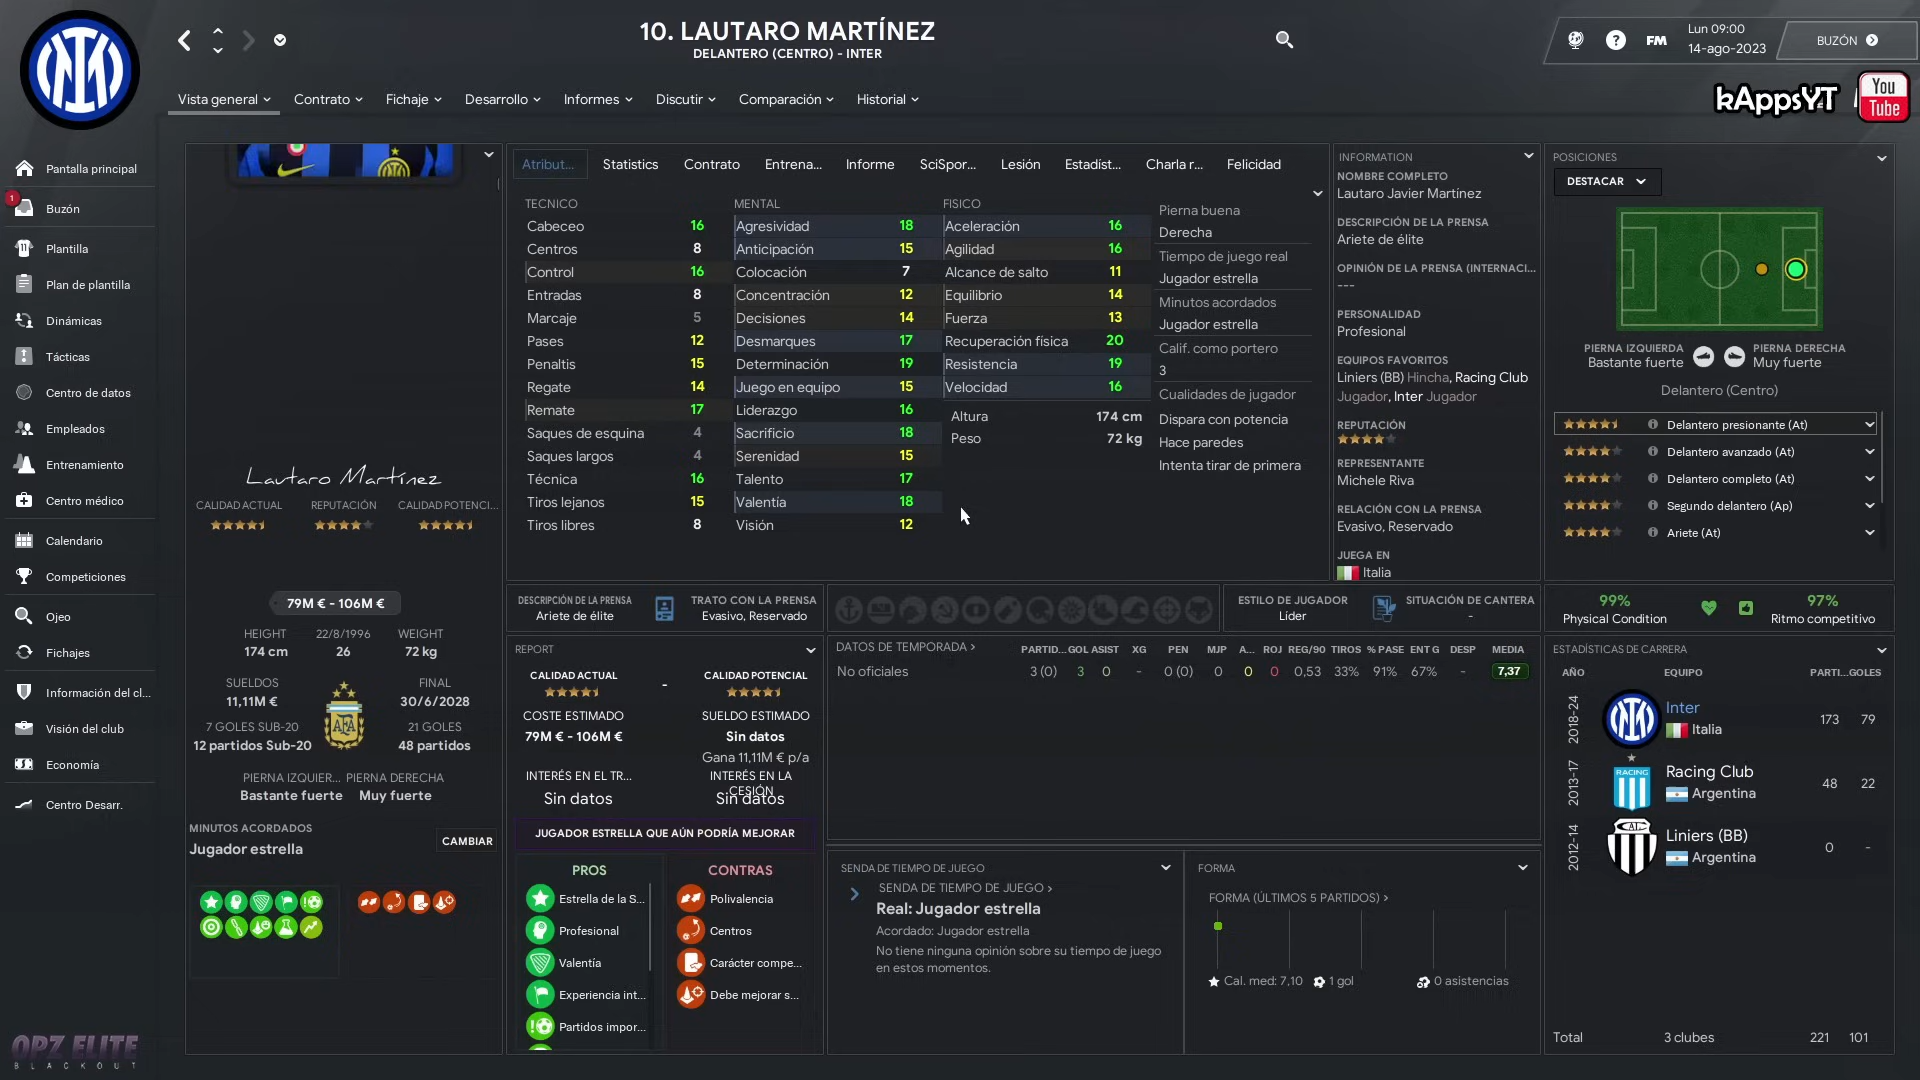 10. LAUTARO MARTÍNEZ
DELANTERO (CENTRO) - INTER
FM
Lun 09:00
14-ago-2023
BUZÓN
Vista general
Contrato
Fichaje
Desarrollo
Informes
Discutir
Comparación
Historial
kAppsYT
You
Tube
Pantalla principal
1
Buzón
Plantilla
Plan de plantilla
Dinámicas
Tácticas
Centro de datos
Empleados
Entrenamiento
Centro médico
Calendario
Competiciones
Ojeo
Fichajes
Información del cl...
Visión del club
Economía
Centro Desarr.
OPZ ELITE
BLACKOUT
Lautaro Martínez
CALIDAD ACTUAL REPUTACIÓN CALIDAD POTENCI...
79M € - 106M €
HEIGHT 22/8/1996 WEIGHT
174 cm 26 72 kg
SUELDOS FINAL
11,11M € 30/6/2028
7 GOLES SUB-20 21 GOLES
12 partidos Sub-20 48 partidos
PIERNA IZQUIER... PIERNA DERECHA
Bastante fuerte Muy fuerte
MINUTOS ACORDADOS
Jugador estrella
CAMBIAR
Atribut... Statistics Contrato Entrena... Informe SciSpor... Lesión Estadíst... Charla r... Felicidad
TECNICO MENTAL FISICO
Cabeceo 16 Agresividad 18 Aceleración 16
Centros 8 Anticipación 15 Agilidad 16
Control 16 Colocación 7 Alcance de salto 11
Entradas 8 Concentración 12 Equilibrio 14
Marcaje 5 Decisiones 14 Fuerza 13
Pases 12 Desmarques 17 Recuperación física 20
Penaltis 15 Determinación 19 Resistencia 19
Regate 14 Juego en equipo 15 Velocidad 16
Remate 17 Liderazgo 16
Saques de esquina 4 Sacrificio 18
Saques largos 4 Serenidad 15
Técnica 16 Talento 17
Tiros lejanos 15 Valentía 18
Tiros libres 8 Visión 12
Altura 174 cm
Peso 72 kg
Pierna buena
Derecha
Tiempo de juego real
Jugador estrella
Minutos acordados
Jugador estrella
Calif. como portero
3
Cualidades de jugador
Dispara con potencia
Hace paredes
Intenta tirar de primera
INFORMATION
NOMBRE COMPLETO
Lautaro Javier Martínez
DESCRIPCIÓN DE LA PRENSA
Ariete de élite
OPINIÓN DE LA PRENSA (INTERNACI...
---
PERSONALIDAD
Profesional
EQUIPOS FAVORITOS
Liniers (BB) Hincha, Racing Club
Jugador, Inter Jugador
REPUTACIÓN
REPRESENTANTE
Michele Riva
RELACIÓN CON LA PRENSA
Evasivo, Reservado
JUEGA EN
Italia
POSICIONES
DESTACAR
PIERNA IZQUIERDA
Bastante fuerte
PIERNA DERECHA
Muy fuerte
Delantero (Centro)
Delantero presionante (At)
Delantero avanzado (At)
Delantero completo (At)
Segundo delantero (Ap)
Ariete (At)
DESCRIPCIÓN DE LA PRENSA
Ariete de élite
TRATO CON LA PRENSA
Evasivo, Reservado
ESTILO DE JUGADOR
Líder
SITUACIÓN DE CANTERA
-
99%
Physical Condition
97%
Ritmo competitivo
REPORT
CALIDAD ACTUAL - CALIDAD POTENCIAL
COSTE ESTIMADO SUELDO ESTIMADO
79M € - 106M € Sin datos
Gana 11,11M € p/a
INTERÉS EN EL TR... INTERÉS EN LA CESIÓN
Sin datos Sin datos
JUGADOR ESTRELLA QUE AÚN PODRÍA MEJORAR
PROS CONTRAS
Estrella de la S... Polivalencia
Profesional Centros
Valentía Carácter compe...
Experiencia int... Debe mejorar s...
Partidos impor...
DATOS DE TEMPORADA > PARTID... GOL ASIST XG PEN MJP A... ROJ REG/90 TIROS % PASE ENT G DESP MEDIA
No oficiales 3 (0) 3 0 - 0 (0) 0 0 0 0,53 33% 91% 67% - 7,37
SENDA DE TIEMPO DE JUEGO
SENDA DE TIEMPO DE JUEGO >
Real: Jugador estrella
Acordado: Jugador estrella
No tiene ninguna opinión sobre su tiempo de juego
en estos momentos.
FORMA
FORMA (ÚLTIMOS 5 PARTIDOS) >
Cal. med: 7,10 1 gol 0 asistencias
ESTADÍSTICAS DE CARRERA
AÑO EQUIPO PARTI... GOLES
2018-24 Inter 173 79
Italia
2013-17 RACING Racing Club 48 22
Argentina
2012-14 Liniers (BB) 0 -
Argentina
Total 3 clubes 221 101